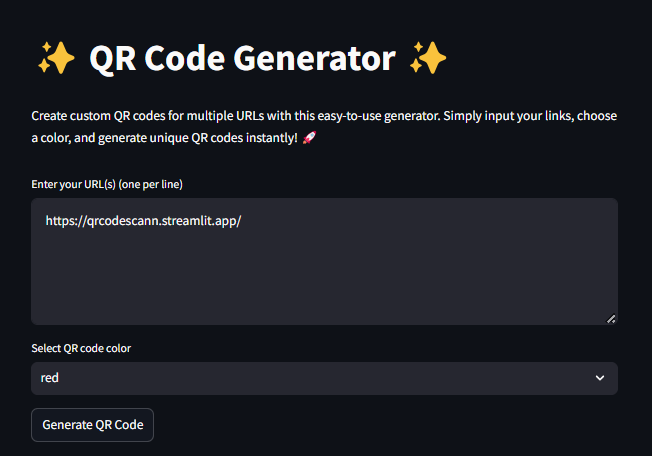 ✨ QR Code Generator ✨
Create custom QR codes for multiple URLs with this easy-to-use generator. Simply input your links, choose
a color, and generate unique QR codes instantly! 🚀
Enter your URL(s) (one per line)
https://qrcodescann.streamlit.app/
Select QR code color
red
Generate QR Code